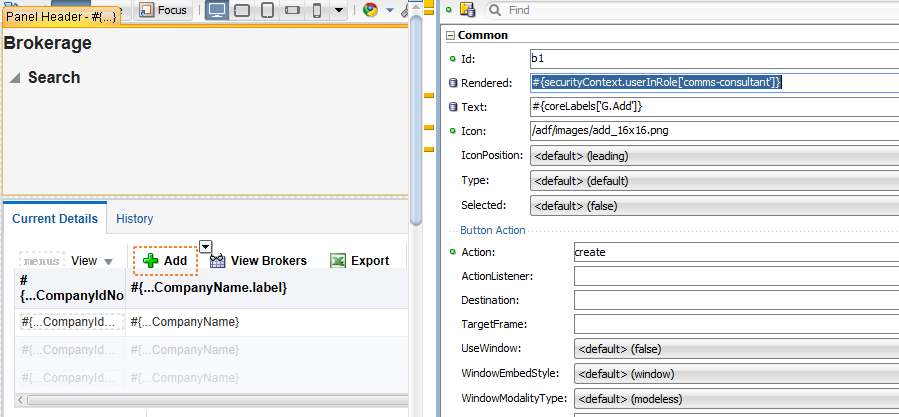 Focus
Panel Header - #{...}
Brokerage
Search
Current Details
History
menus
View
Add
View Brokers
Export
#
{...CompanyIdNo
#{...CompanyName.label}
#{...CompanyId...
#{...CompanyName}
#{...CompanyId...
#{...CompanyName}
#{...CompanyId...
#{...CompanyName}
Find
Common
Id:
b1
Rendered:
#{securityContext.userInRole['comms-consultant']}
Text:
#{coreLabels['G.Add']}
Icon:
/adf/images/add_16x16.png
IconPosition:
<default> (leading)
Type:
<default> (default)
Selected:
<default> (false)
Button Action
Action:
create
ActionListener:
Destination:
TargetFrame:
UseWindow:
<default> (false)
WindowEmbedStyle:
<default> (window)
WindowModalityType:
<default> (modeless)